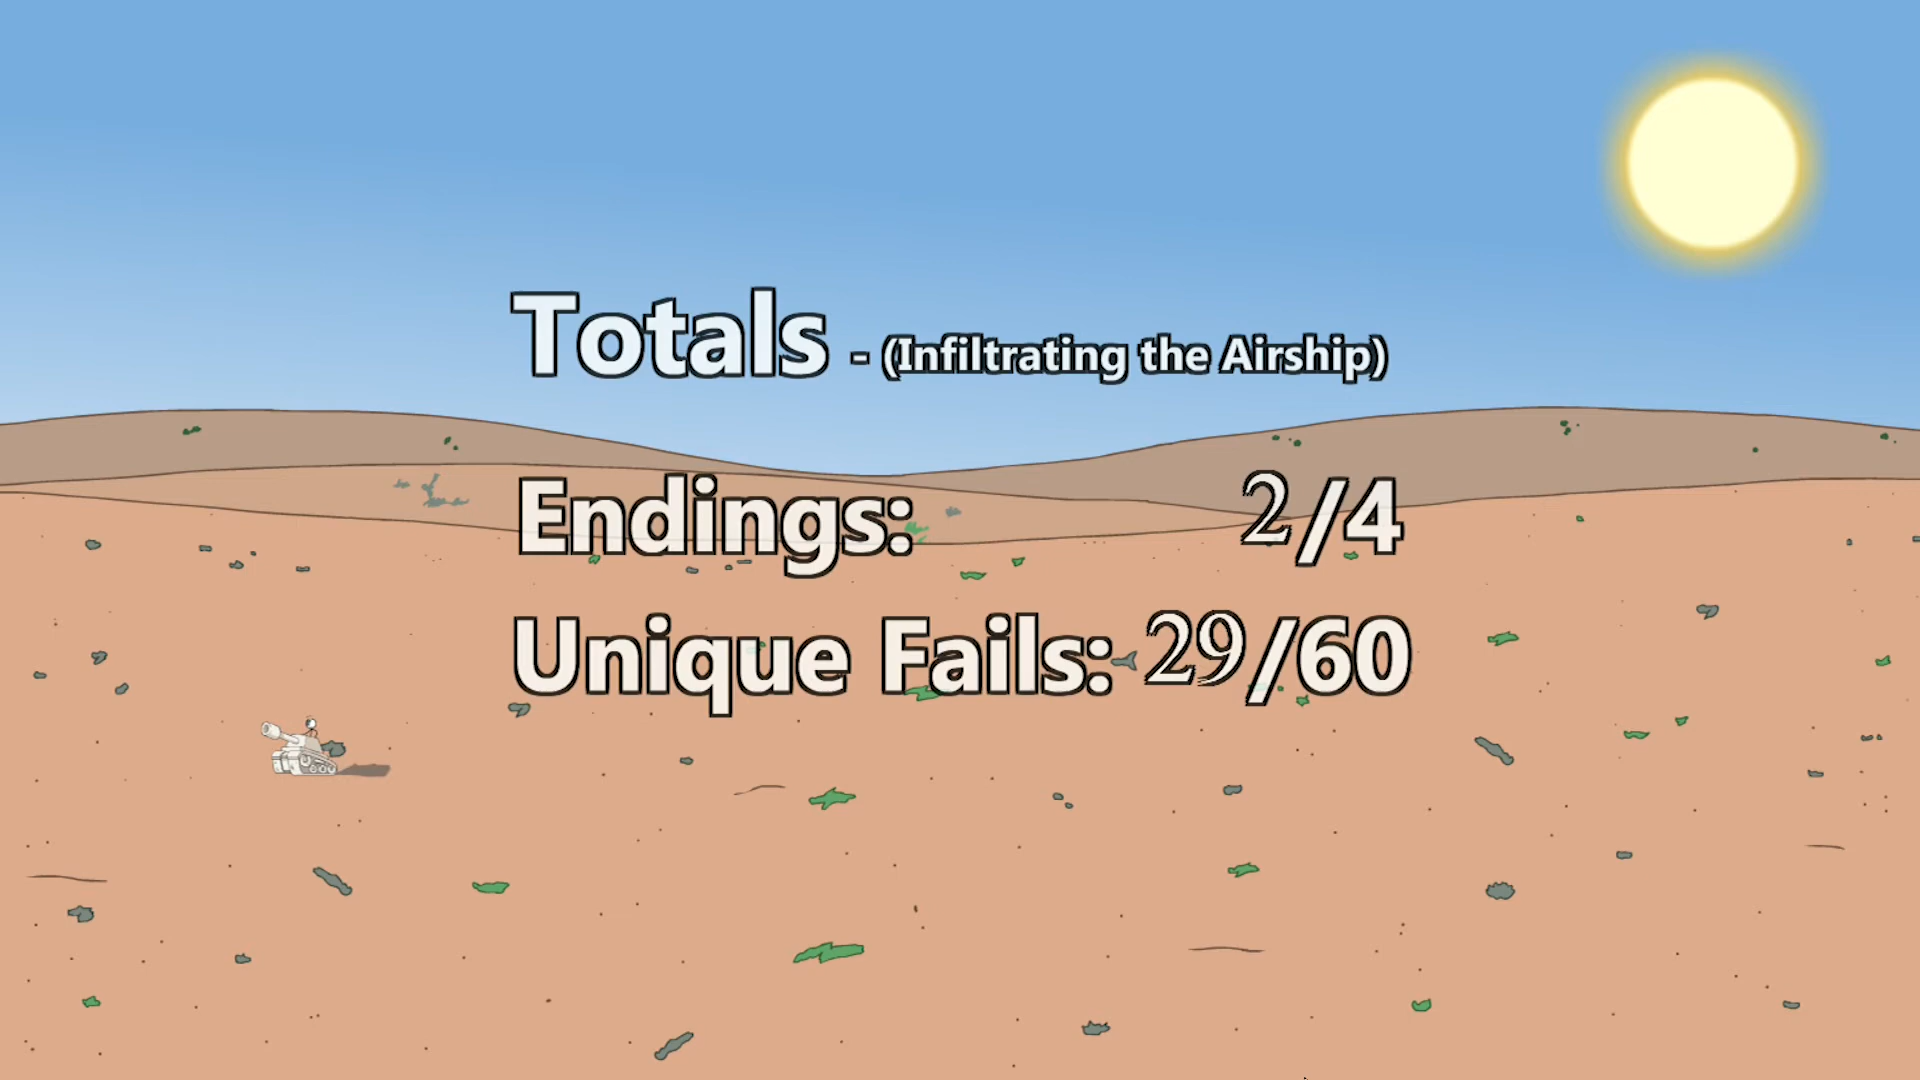 Totals - (Infiltrating the Airship)
Endings: 2/4
Unique Fails: 29/60